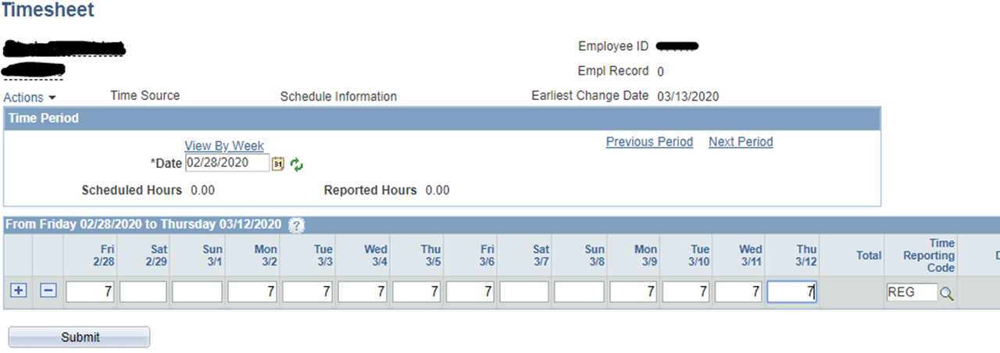 Timesheet
Employee ID
Empl Record 0
Actions Time Source Schedule Information Earliest Change Date 03/13/2020
Time Period
View By Week Previous Period Next Period
*Date 02/28/2020 31
Scheduled Hours 0.00 Reported Hours 0.00
From Friday 02/28/2020 to Thursday 03/12/2020 ?
Fri 2/28 Sat 2/29 Sun 3/1 Mon 3/2 Tue 3/3 Wed 3/4 Thu 3/5 Fri 3/6 Sat 3/7 Sun 3/8 Mon 3/9 Tue 3/10 Wed 3/11 Thu 3/12 Total Time Reporting Code
7 7 7 7 7 7 7 7 7 7 REG
Submit